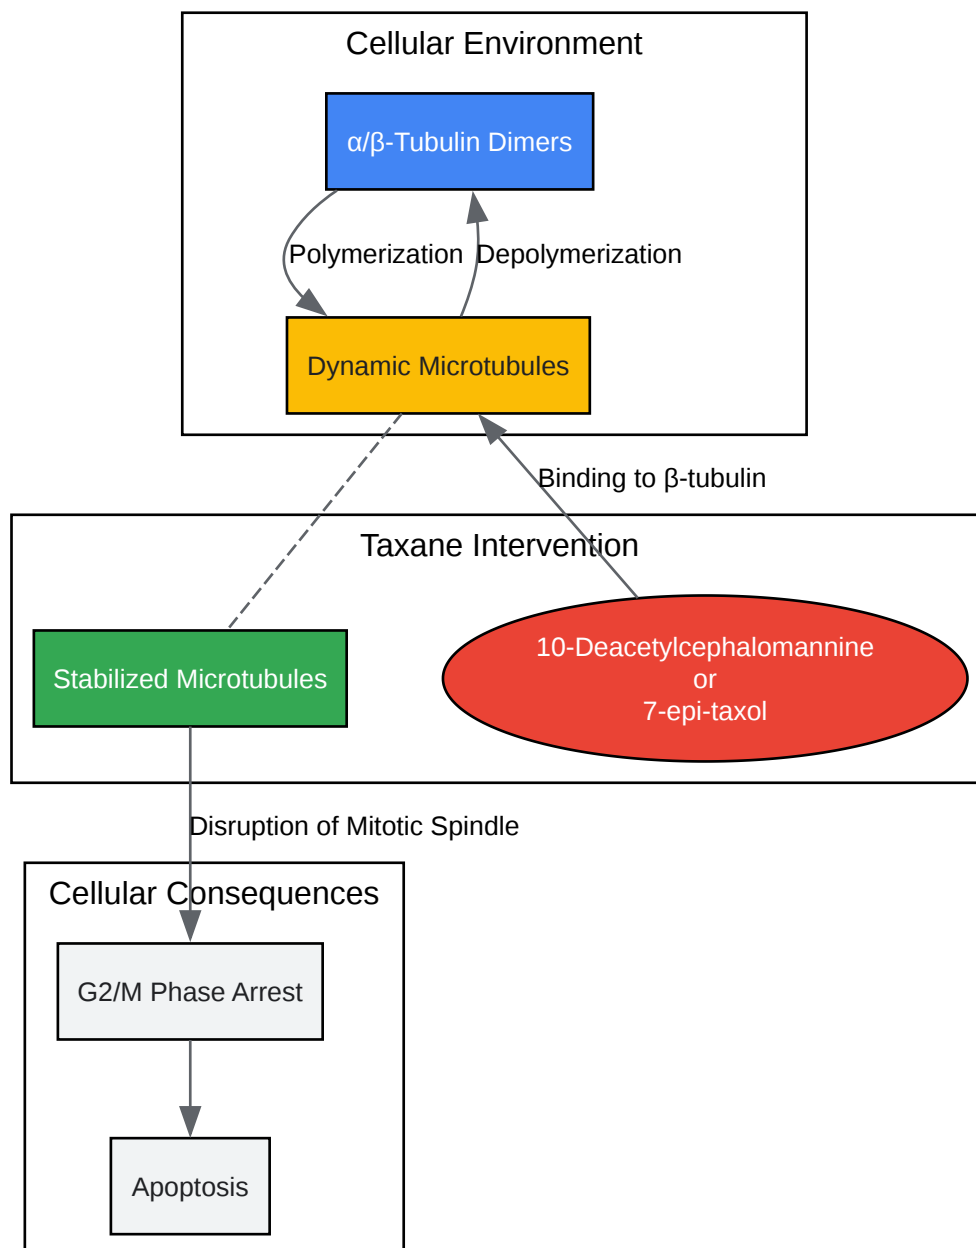 Cellular Environment
α/β-Tubulin Dimers
Polymerization
Depolymerization
Dynamic Microtubules
Binding to β-tubulin
Taxane Intervention
Stabilized Microtubules
10-Deacetylcephalomannine
or
7-epi-taxol
Disruption of Mitotic Spindle
Cellular Consequences
G2/M Phase Arrest
Apoptosis